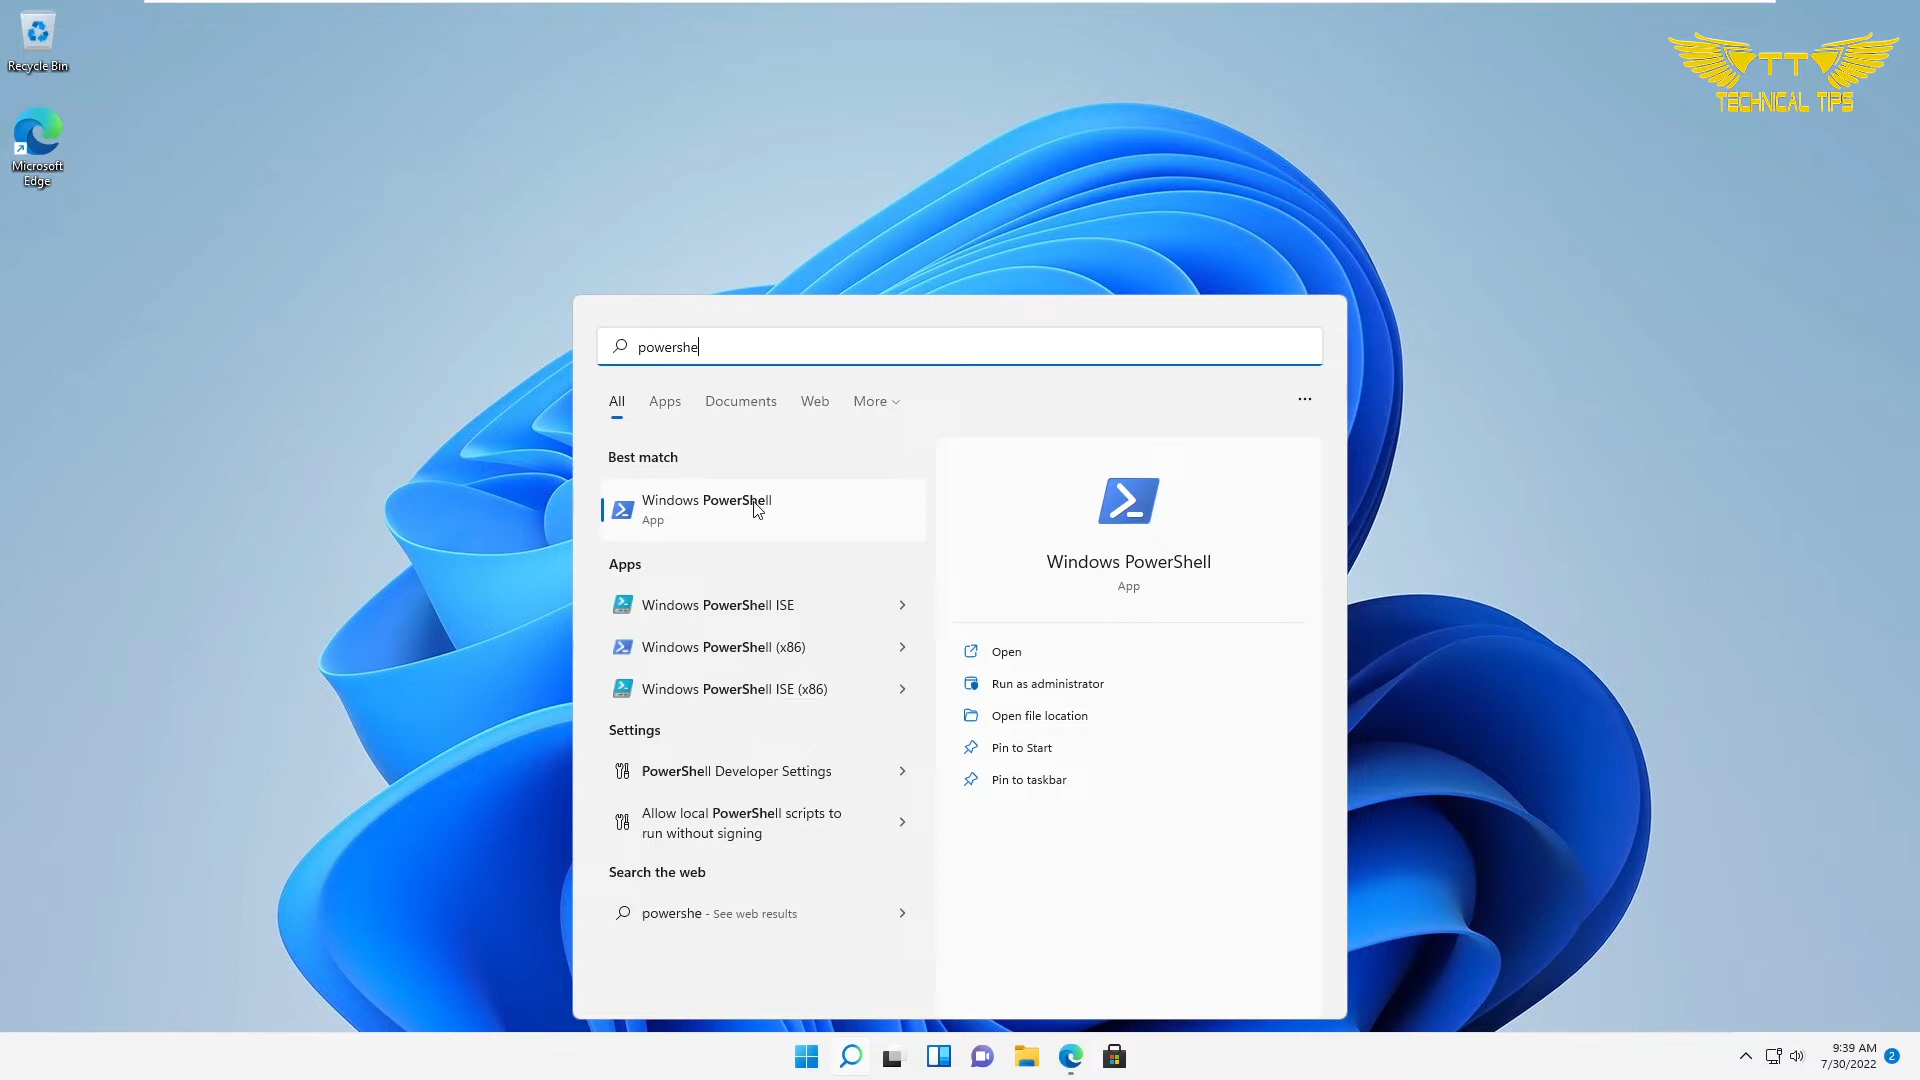 Recycle Bin
Microsoft
Edge
TT
TECHNICAL TIPS
powershe
All
Apps
Documents
Web
More
Best match
Windows PowerShell
App
Apps
Windows PowerShell ISE
Windows PowerShell (x86)
Windows PowerShell ISE (x86)
Settings
PowerShell Developer Settings
Allow local PowerShell scripts to
run without signing
Search the web
powershe - See web results
Windows PowerShell
App
Open
Run as administrator
Open file location
Pin to Start
Pin to taskbar
9:39 AM
7/30/2022
2